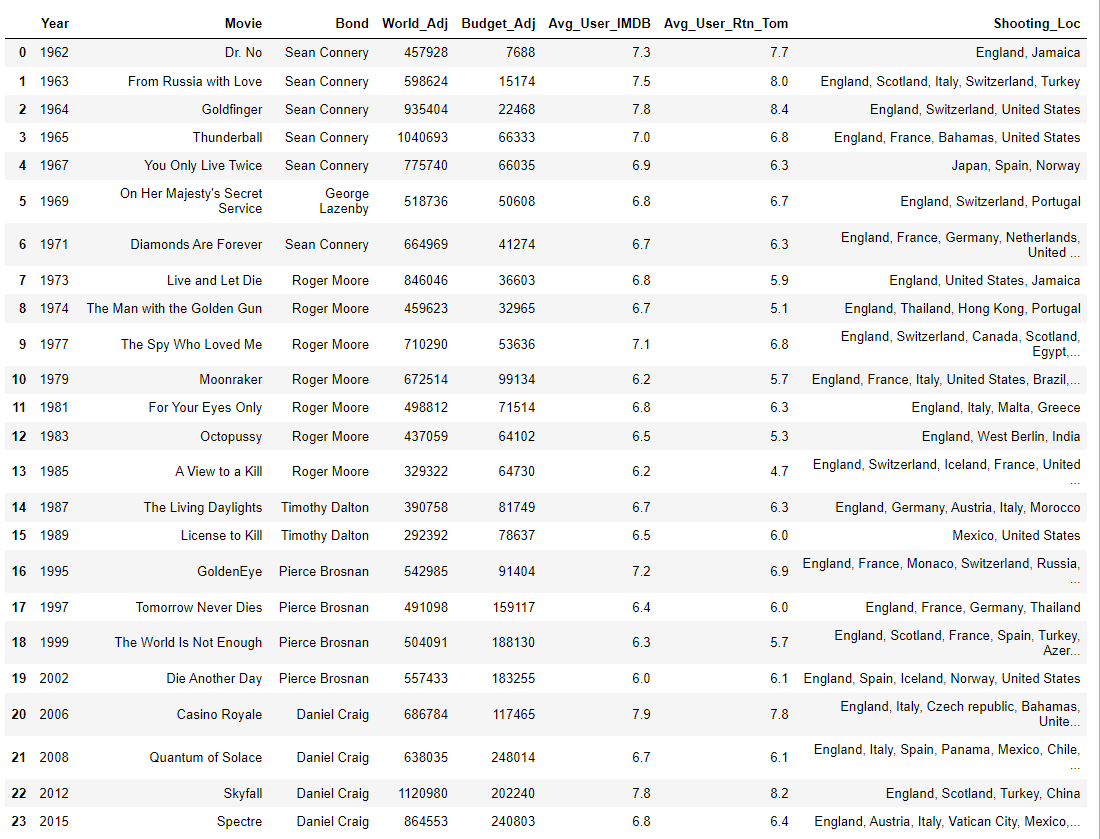 Year Movie Bond World_Adj Budget_Adj Avg_User_IMDB Avg_User_Rtn_Tom Shooting_Loc
0 1962 Dr. No Sean Connery 457928 7688 7.3 7.7 England, Jamaica
1 1963 From Russia with Love Sean Connery 598624 15174 7.5 8.0 England, Scotland, Italy, Switzerland, Turkey
2 1964 Goldfinger Sean Connery 935404 22468 7.8 8.4 England, Switzerland, United States
3 1965 Thunderball Sean Connery 1040693 66333 7.0 6.8 England, France, Bahamas, United States
4 1967 You Only Live Twice Sean Connery 775740 66035 6.9 6.3 Japan, Spain, Norway
5 1969 On Her Majesty's Secret
Service George
Lazenby 518736 50608 6.8 6.7 England, Switzerland, Portugal
6 1971 Diamonds Are Forever Sean Connery 664969 41274 6.7 6.3 England, France, Germany, Netherlands,
United ...
7 1973 Live and Let Die Roger Moore 846046 36603 6.8 5.9 England, United States, Jamaica
8 1974 The Man with the Golden Gun Roger Moore 459623 32965 6.7 5.1 England, Thailand, Hong Kong, Portugal
9 1977 The Spy Who Loved Me Roger Moore 710290 53636 7.1 6.8 England, Switzerland, Canada, Scotland,
Egypt,...
10 1979 Moonraker Roger Moore 672514 99134 6.2 5.7 England, France, Italy, United States, Brazil,...
11 1981 For Your Eyes Only Roger Moore 498812 71514 6.8 6.3 England, Italy, Malta, Greece
12 1983 Octopussy Roger Moore 437059 64102 6.5 5.3 England, West Berlin, India
13 1985 A View to a Kill Roger Moore 329322 64730 6.2 4.7 England, Switzerland, Iceland, France, United
...
14 1987 The Living Daylights Timothy Dalton 390758 81749 6.7 6.3 England, Germany, Austria, Italy, Morocco
15 1989 License to Kill Timothy Dalton 292392 78637 6.5 6.0 Mexico, United States
16 1995 GoldenEye Pierce Brosnan 542985 91404 7.2 6.9 England, France, Monaco, Switzerland, Russia,
...
17 1997 Tomorrow Never Dies Pierce Brosnan 491098 159117 6.4 6.0 England, France, Germany, Thailand
18 1999 The World Is Not Enough Pierce Brosnan 504091 188130 6.3 5.7 England, Scotland, France, Spain, Turkey,
Azer...
19 2002 Die Another Day Pierce Brosnan 557433 183255 6.0 6.1 England, Spain, Iceland, Norway, United States
20 2006 Casino Royale Daniel Craig 686784 117465 7.9 7.8 England, Italy, Czech republic, Bahamas,
Unite...
21 2008 Quantum of Solace Daniel Craig 638035 248014 6.7 6.1 England, Italy, Spain, Panama, Mexico, Chile,
...
22 2012 Skyfall Daniel Craig 1120980 202240 7.8 8.2 England, Scotland, Turkey, China
23 2015 Spectre Daniel Craig 864553 240803 6.8 6.4 England, Austria, Italy, Vatican City, Mexico,...